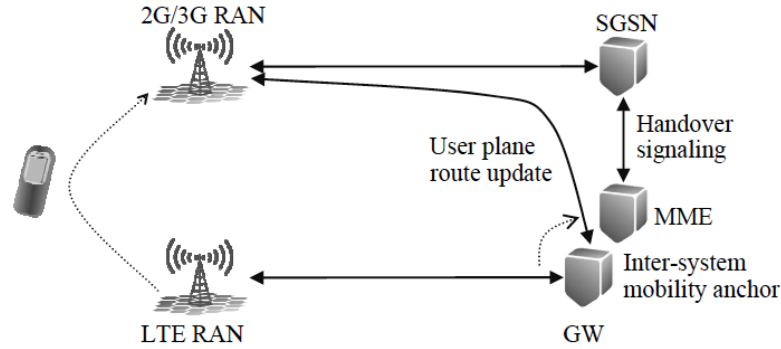 2G/3G RAN
SGSN
Handover
signaling
User plane
route update
MME
Inter-system
mobility anchor
LTE RAN
GW